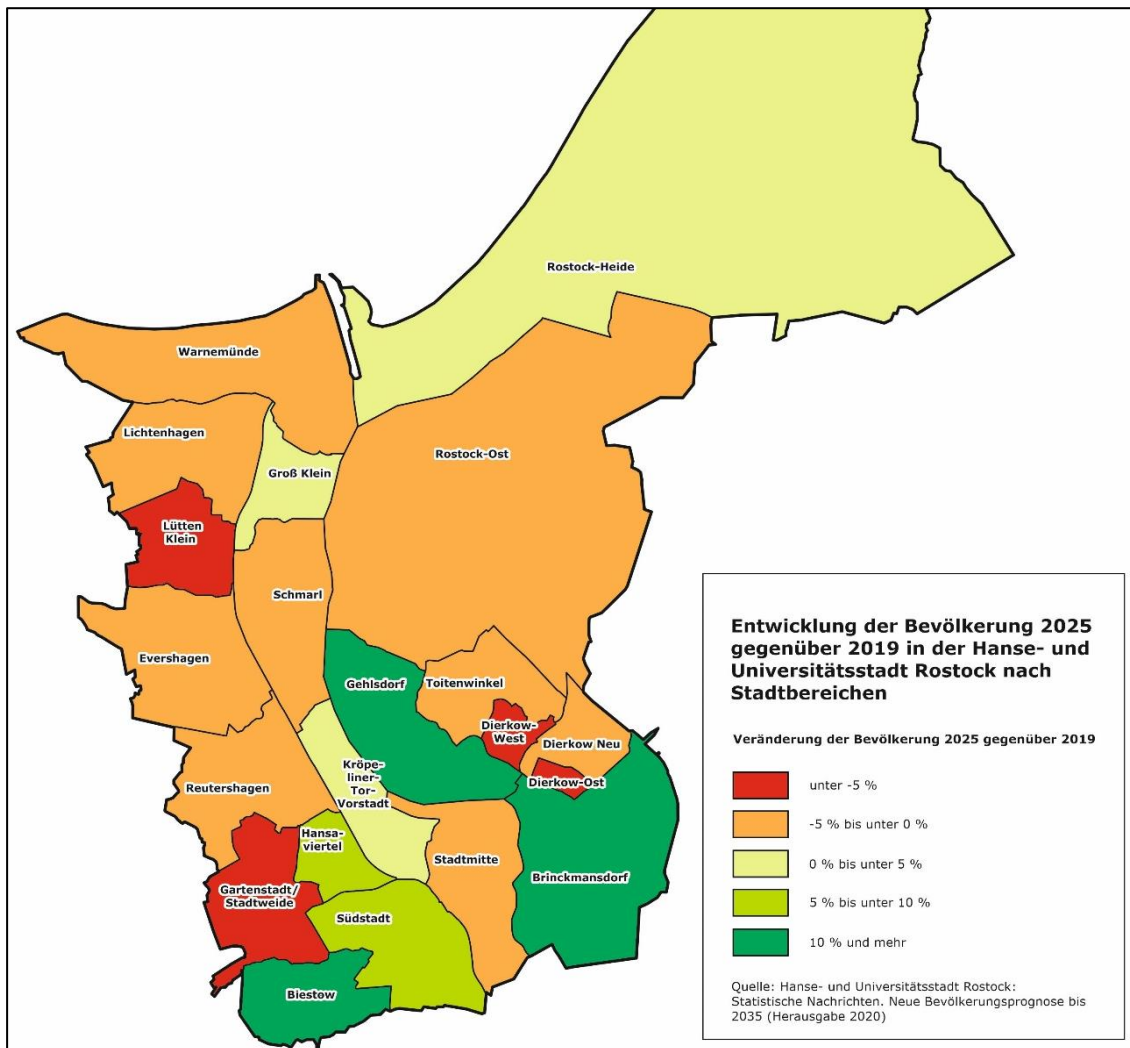 Rostock-Heide
Warnemünde
Lichtenhagen
Rostock-Ost
Groß Klein
Lütten
Klein
Schmarl
Evershagen
Gehlsdorf
Toitenwinkel
Dierkow-
West
Dierkow Neu
Dierkow-Ost
Kröpe-
liner-
Tor-
Vorstadt
Reutershagen
Hansa-
viertel
Stadtmitte
Brinckmansdorf
Gartenstadt/
Stadtweide
Südstadt
Biestow
Entwicklung der Bevölkerung 2025
gegenüber 2019 in der Hanse- und
Universitätsstadt Rostock nach
Stadtbereichen
Veränderung der Bevölkerung 2025 gegenüber 2019
unter -5 %
-5 % bis unter 0 %
0 % bis unter 5 %
5 % bis unter 10 %
10 % und mehr
Quelle: Hanse- und Universitätsstadt Rostock:
Statistische Nachrichten. Neue Bevölkerungsprognose bis
2035 (Herausgabe 2020)